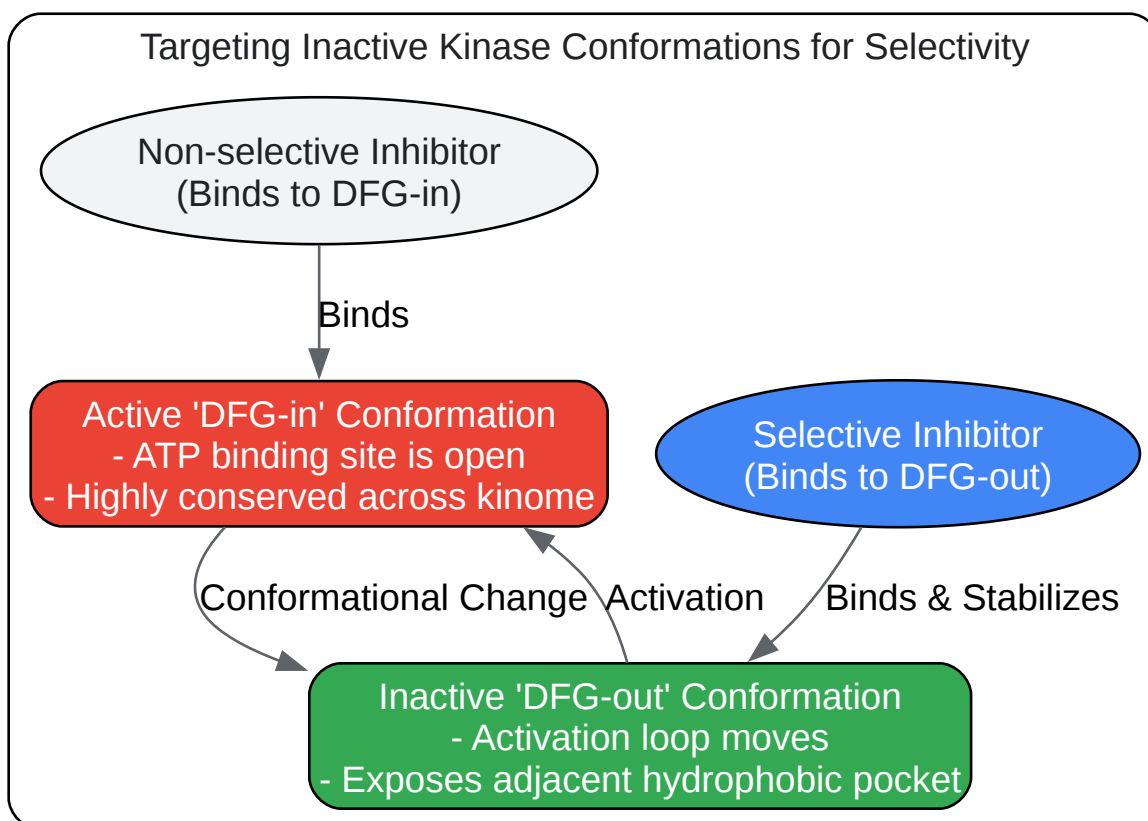 Targeting Inactive Kinase Conformations for Selectivity
Non-selective Inhibitor
(Binds to DFG-in)
Binds
Active 'DFG-in' Conformation
- ATP binding site is open
- Highly conserved across kinome
Selective Inhibitor
(Binds to DFG-out)
Conformational Change
Activation
Binds & Stabilizes
Inactive 'DFG-out' Conformation
- Activation loop moves
- Exposes adjacent hydrophobic pocket